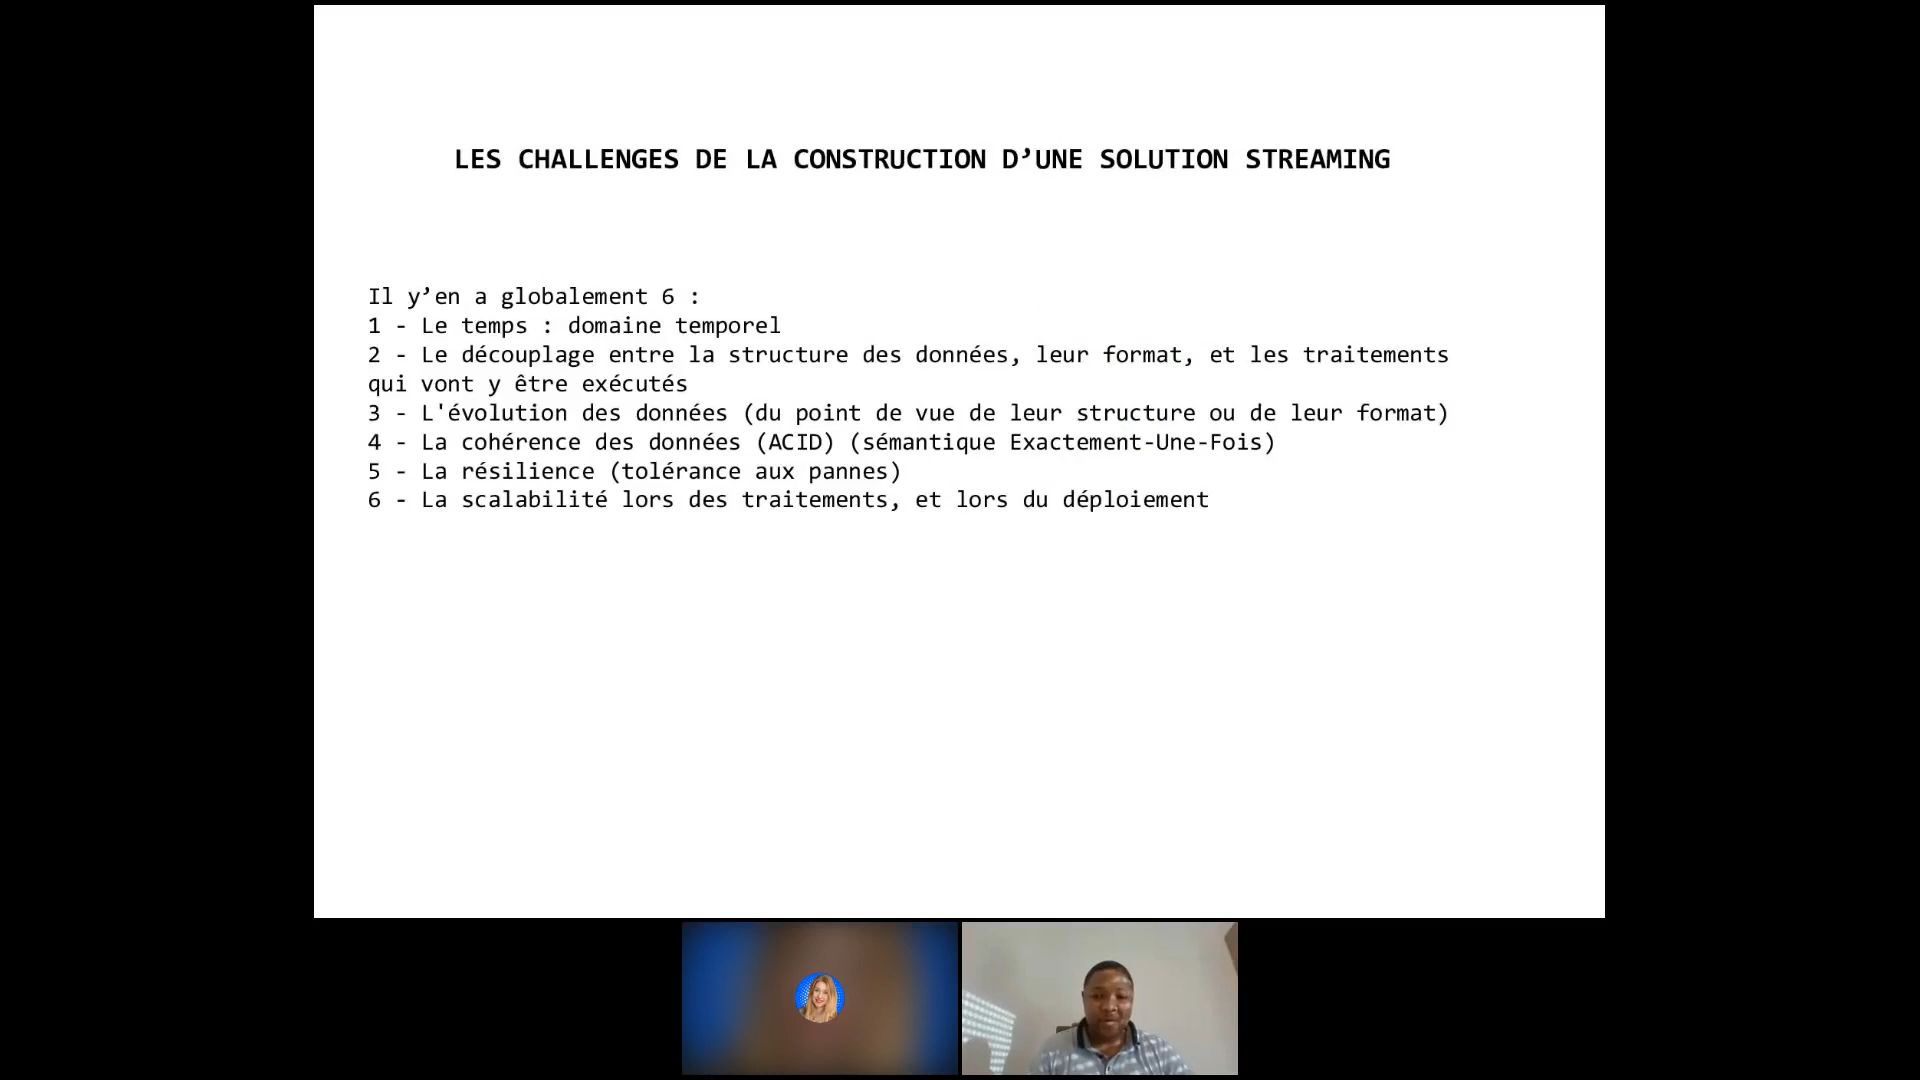 LES CHALLENGES DE LA CONSTRUCTION D’UNE SOLUTION STREAMING
Il y’en a globalement 6 :
1 - Le temps : domaine temporel
2 - Le découplage entre la structure des données, leur format, et les traitements
qui vont y être exécutés
3 - L'évolution des données (du point de vue de leur structure ou de leur format)
4 - La cohérence des données (ACID) (sémantique Exactement-Une-Fois)
5 - La résilience (tolérance aux pannes)
6 - La scalabilité lors des traitements, et lors du déploiement